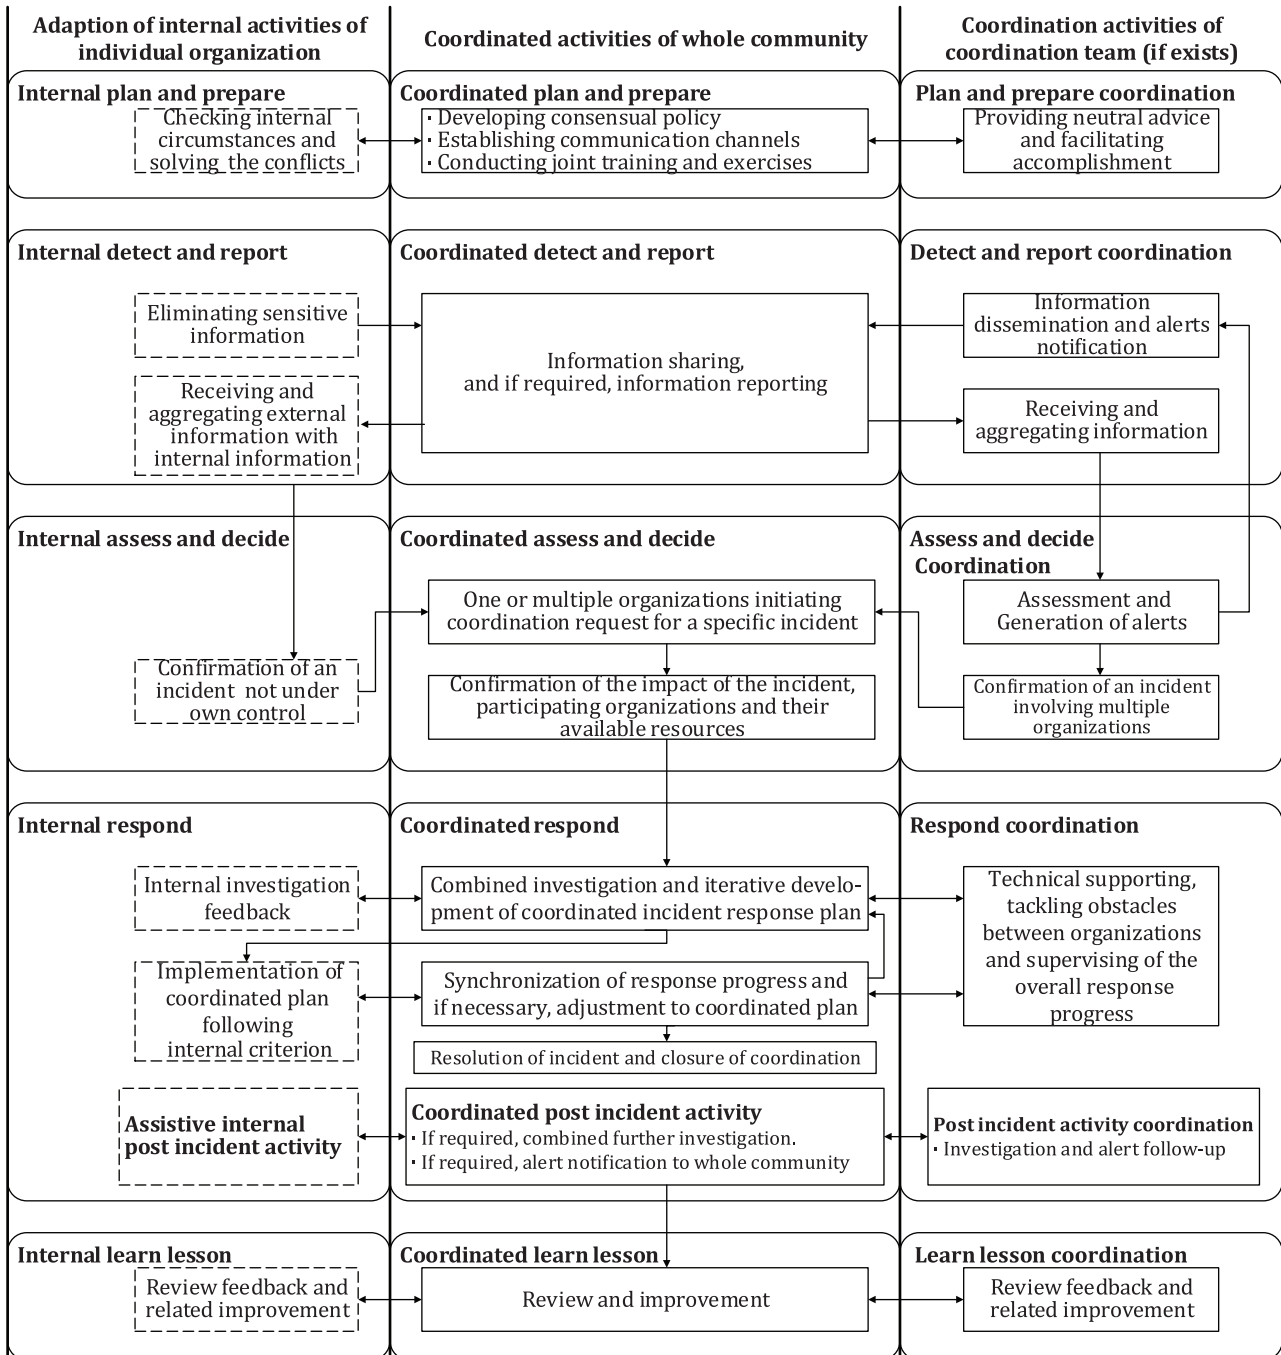 Adaption of internal activities of
individual organization
Coordinated activities of whole community
Coordination activities of
coordination team (if exists)
Internal plan and prepare
Checking internal
circumstances and
solving the conflicts
Coordinated plan and prepare
· Developing consensual policy
· Establishing communication channels
· Conducting joint training and exercises
Plan and prepare coordination
Providing neutral advice
and facilitating
accomplishment
Internal detect and report
Eliminating sensitive
information
Receiving and
aggregating external
information with
internal information
Coordinated detect and report
Information sharing,
and if required, information reporting
Detect and report coordination
Information
dissemination and alerts
notification
Receiving and
aggregating information
Internal assess and decide
Confirmation of an
incident not under
own control
Coordinated assess and decide
One or multiple organizations initiating
coordination request for a specific incident
Confirmation of the impact of the incident,
participating organizations and their
available resources
Assess and decide
Coordination
Assessment and
Generation of alerts
Confirmation of an incident
involving multiple
organizations
Internal respond
Internal investigation
feedback
Implementation of
coordinated plan
following
internal criterion
Coordinated respond
Combined investigation and iterative develo-
pment of coordinated incident response plan
Synchronization of response progress and
if necessary, adjustment to coordinated plan
Resolution of incident and closure of coordination
Respond coordination
Technical supporting,
tackling obstacles
between organizations
and supervising of the
overall response
progress
Assistive internal
post incident activity
Coordinated post incident activity
· If required, combined further investigation.
· If required, alert notification to whole community
Post incident activity coordination
· Investigation and alert follow-up
Internal learn lesson
Review feedback and
related improvement
Coordinated learn lesson
Review and improvement
Learn lesson coordination
Review feedback and
related improvement